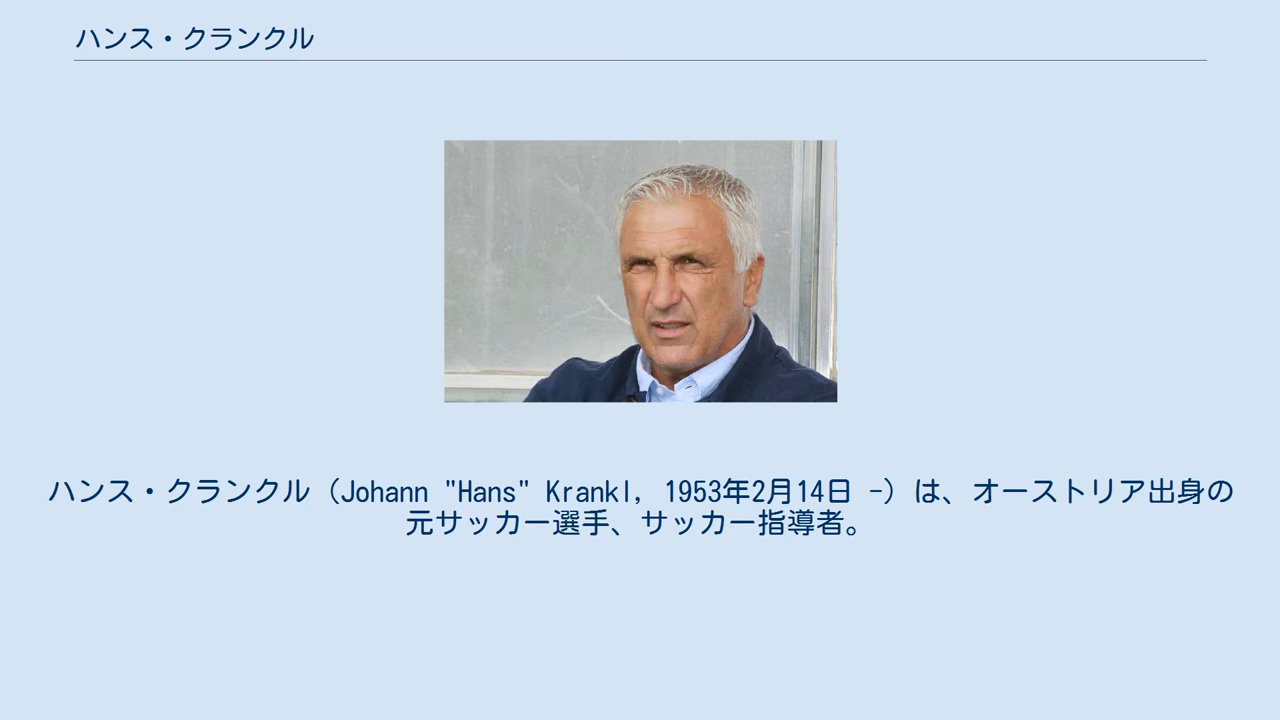 ハンス・クランクル
ハンス・クランクル（Johann "Hans" Krankl, 1953年2月14日 -）は、オーストリア出身の
元サッカー選手、サッカー指導者。